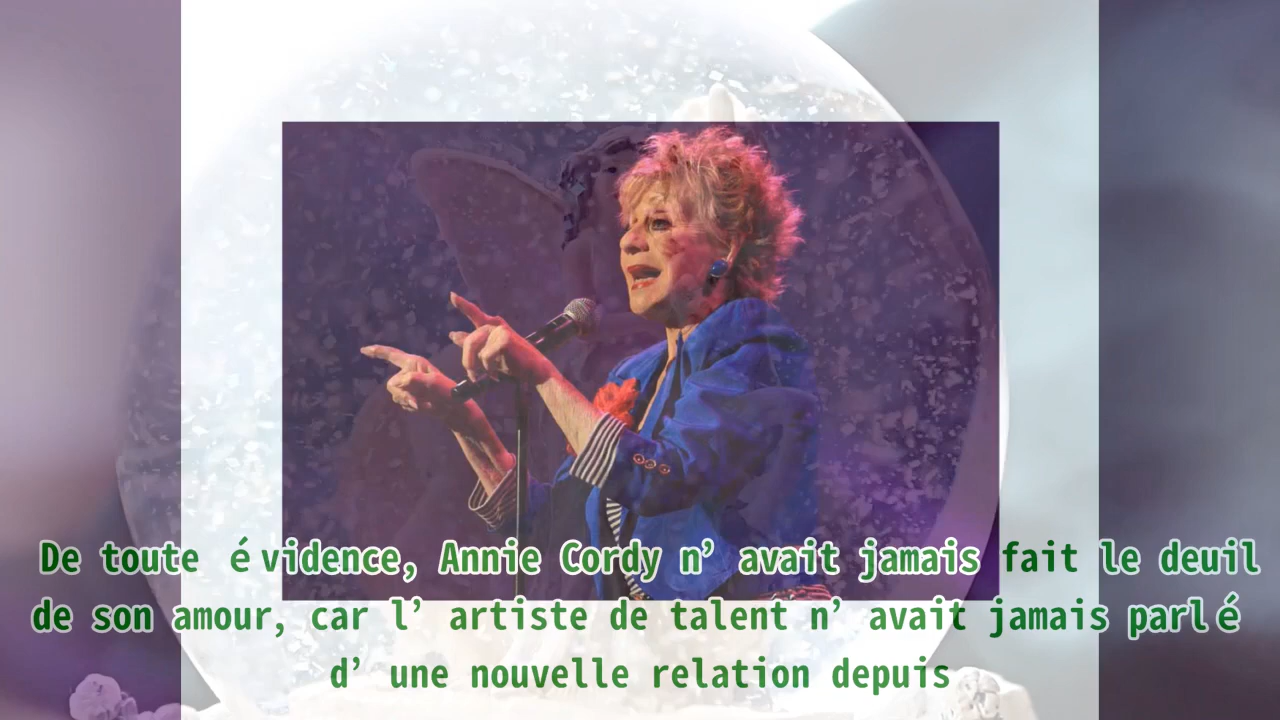 De toute évidence, Annie Cordy n’ avait jamais fait le deuil
de son amour, car l’ artiste de talent n’ avait jamais parlé
d’ une nouvelle relation depuis